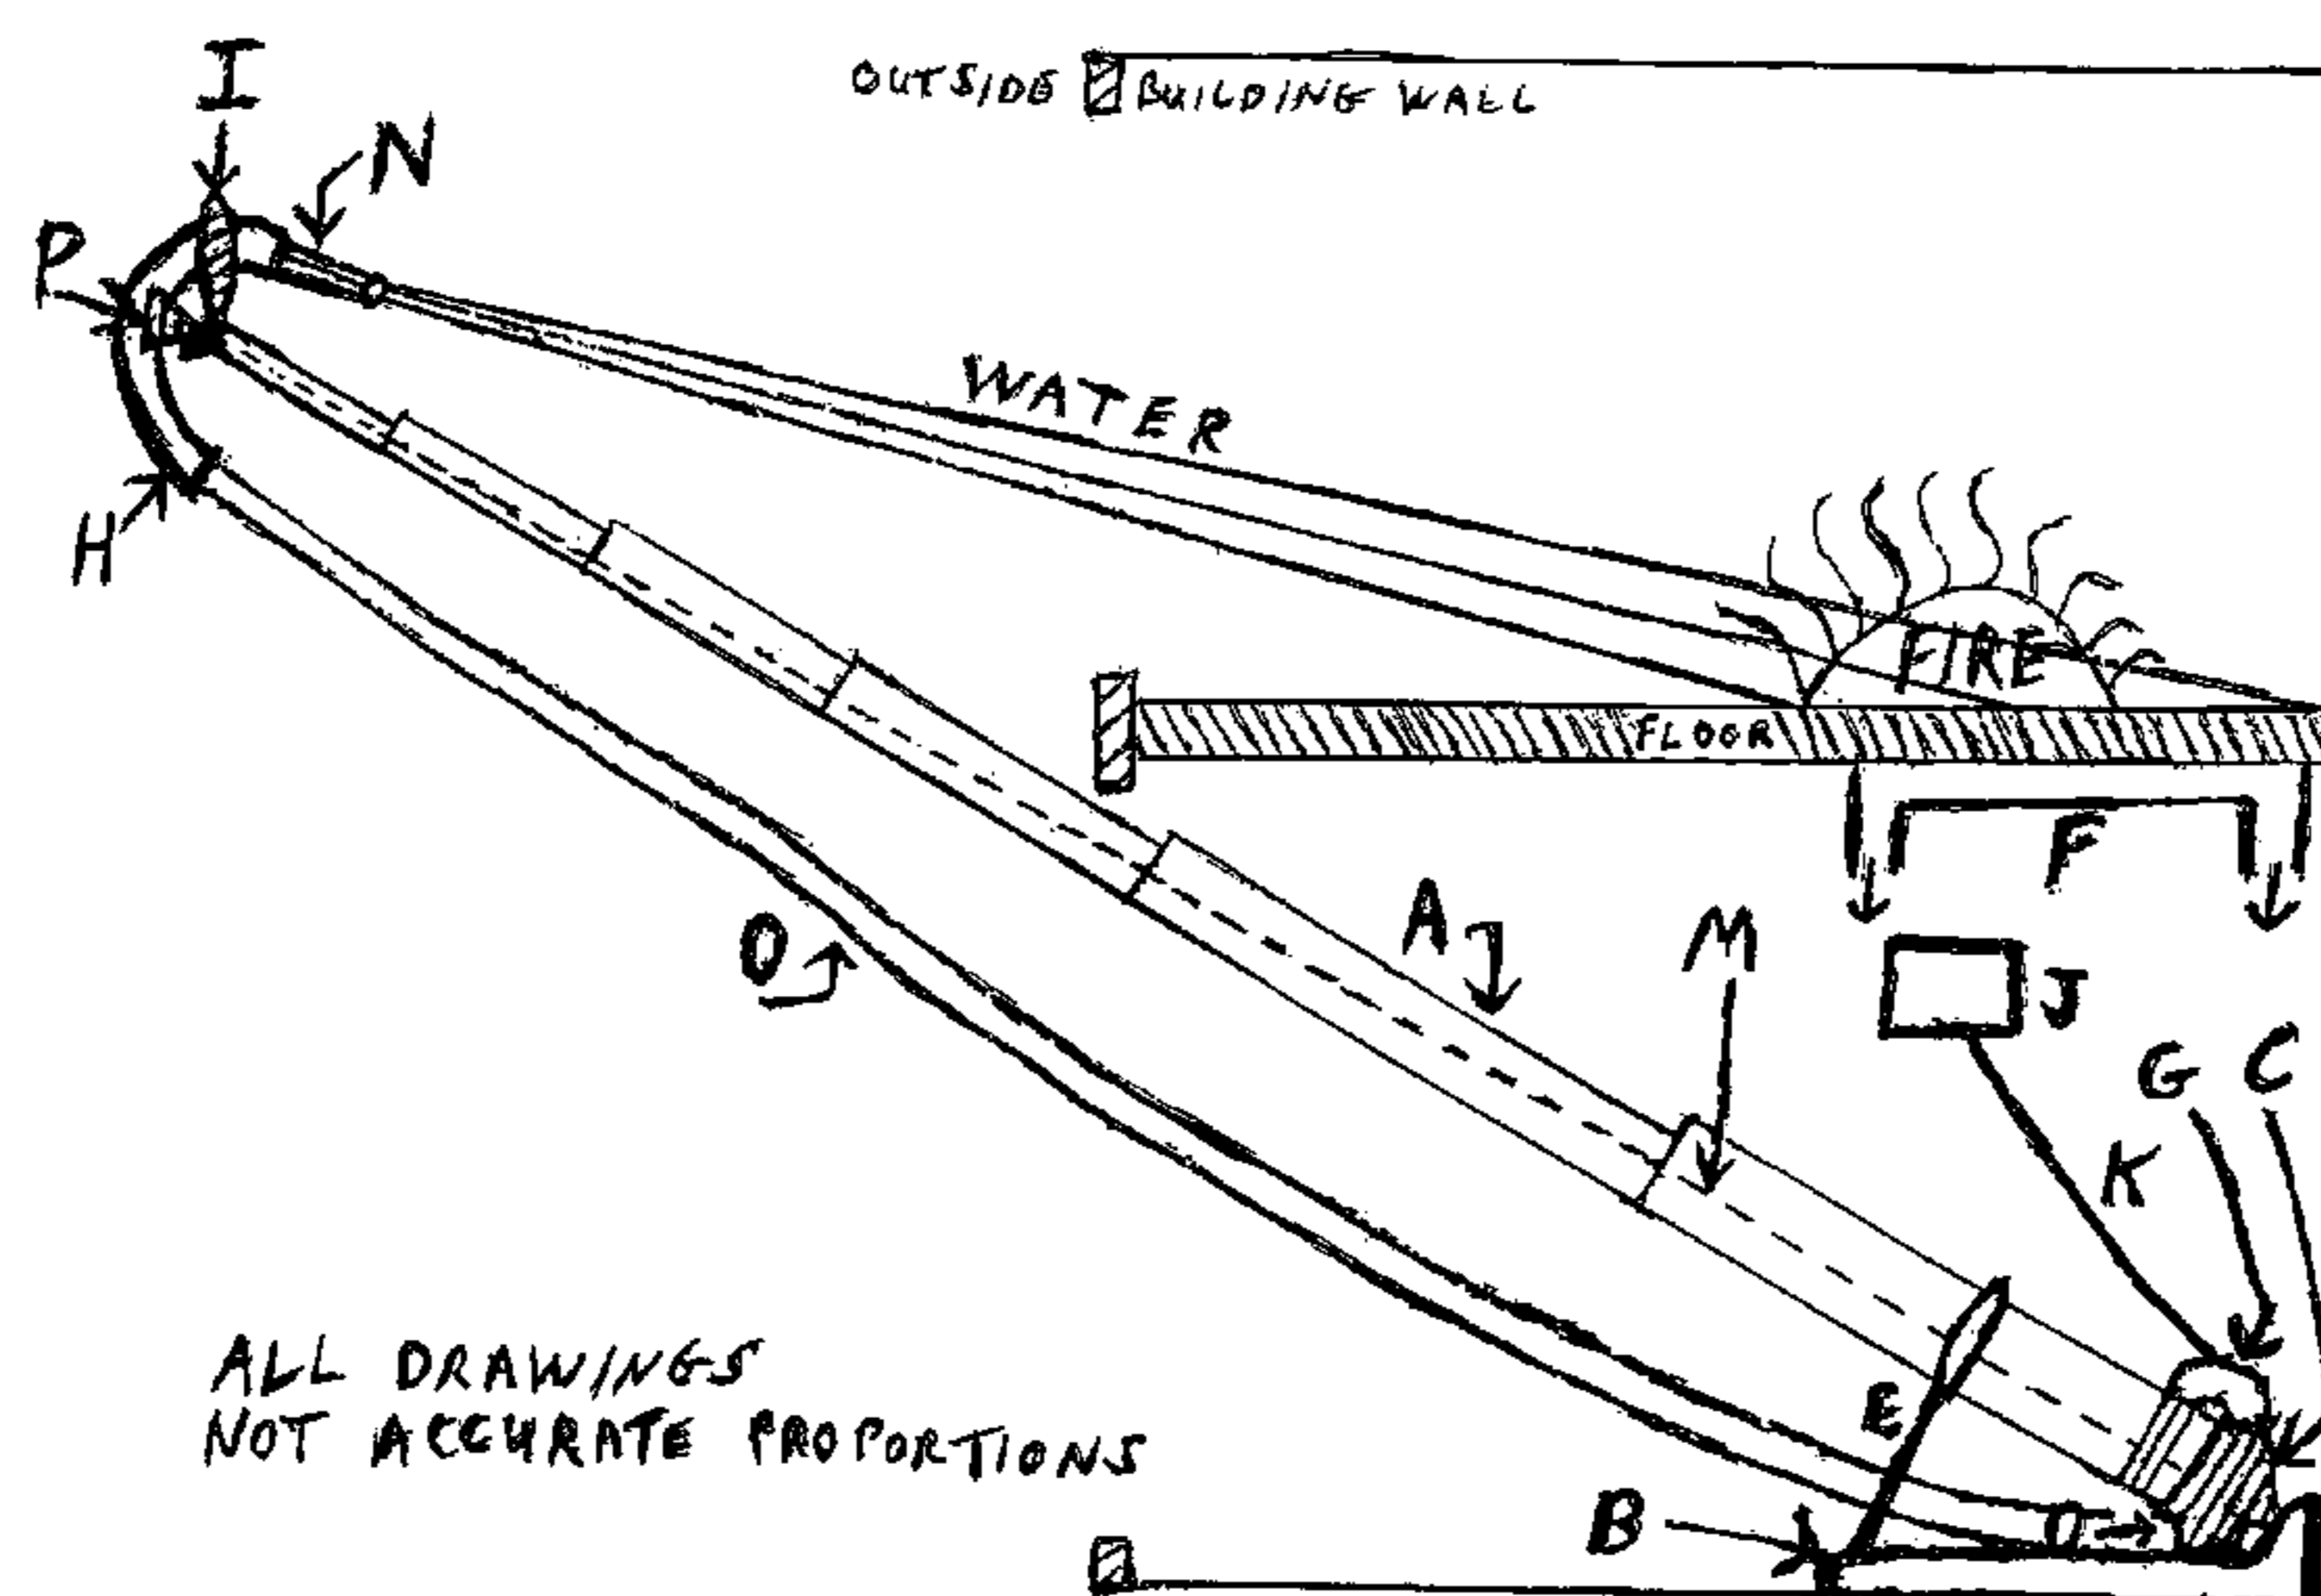 I
OUTSIDE BUILDING WALL
N
P
WATER
H
FIRE
FLOOR
F
A
M
O
J
G C
K
ALL DRAWINGS
NOT ACCURATE PROPORTIONS
E
B
D